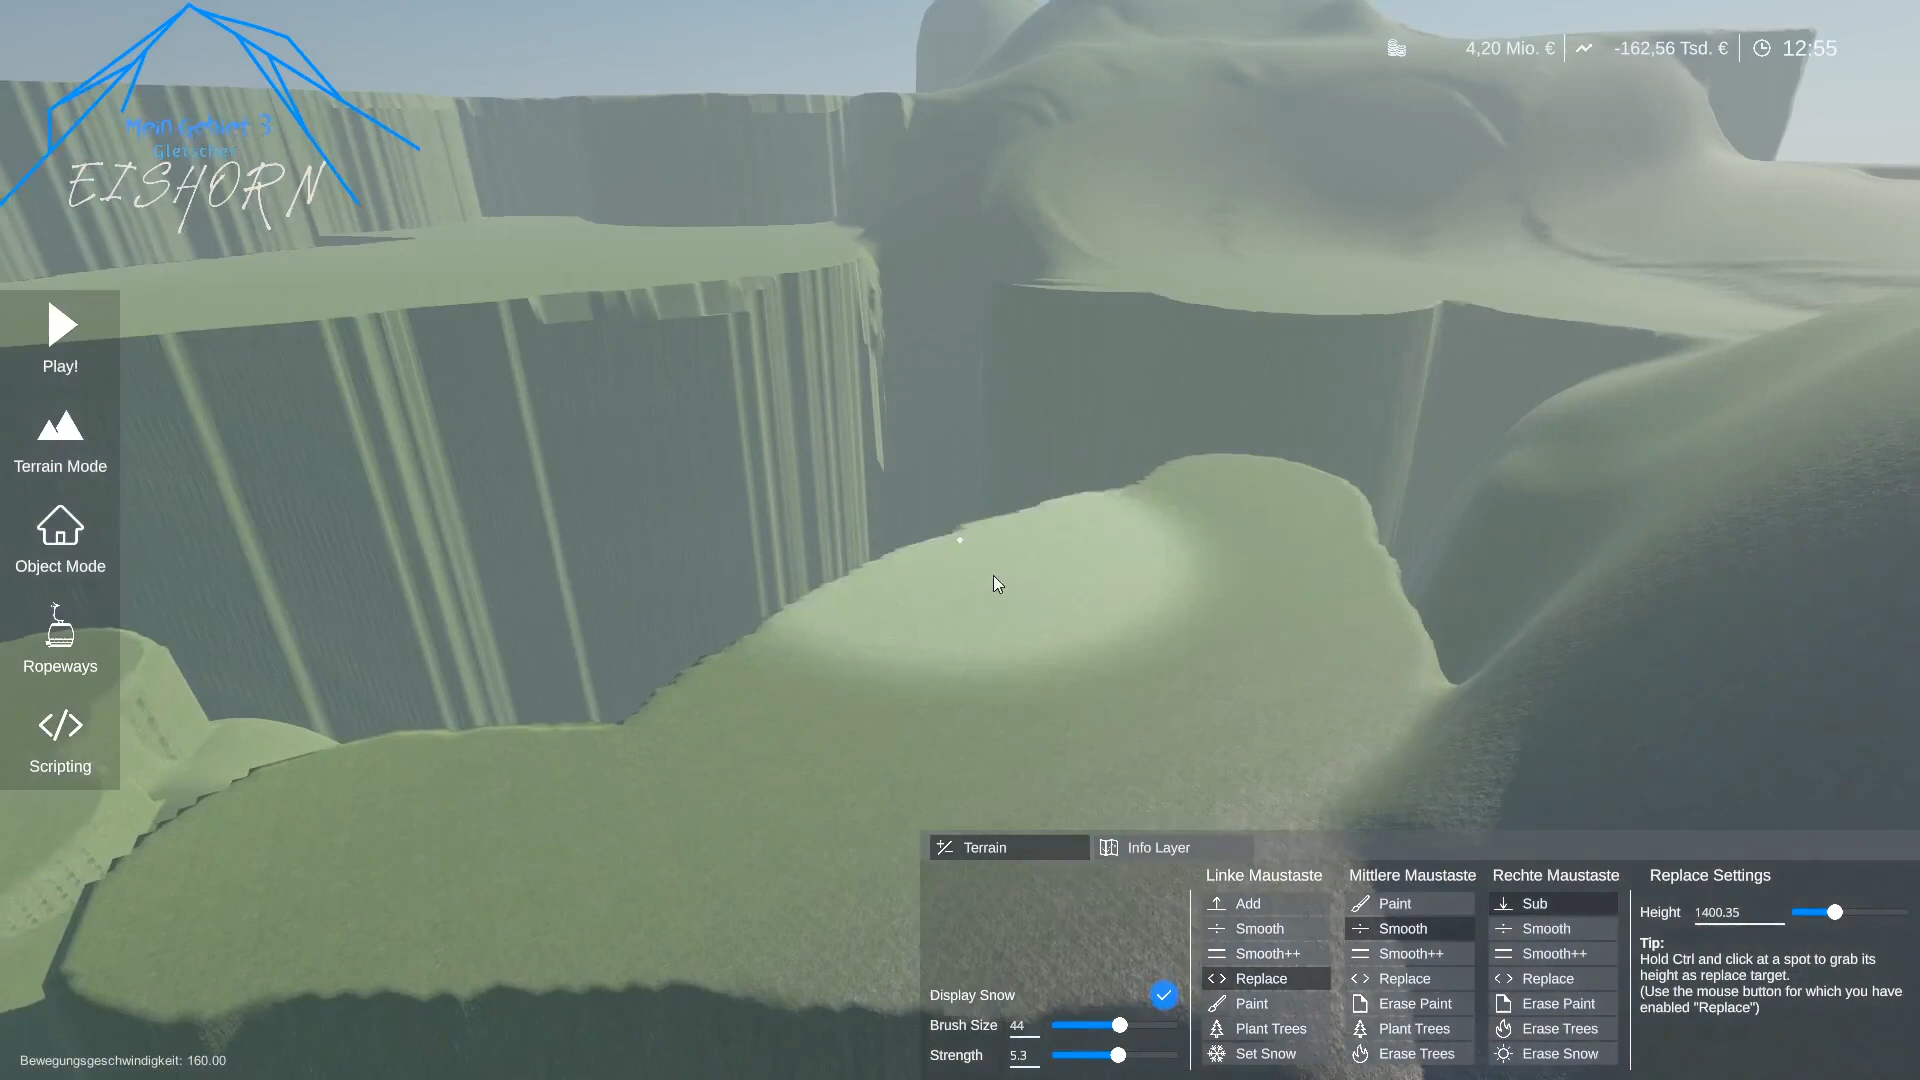 Mein Gebiet 3
Gletscher
EISHORN
4,20 Mio. €
-162,56 Tsd. €
12:55
Play!
Terrain Mode
Object Mode
Ropeways
Scripting
Terrain
Info Layer
Linke Maustaste
Mittlere Maustaste
Rechte Maustaste
Replace Settings
Add
Paint
Sub
Height 1400.35
Smooth
Smooth
Smooth
Smooth++
Smooth++
Smooth++
Replace
Replace
Replace
Tip:
Hold Ctrl and click at a spot to grab its
height as replace target.
(Use the mouse button for which you have
enabled "Replace")
Display Snow
Paint
Erase Paint
Erase Paint
Brush Size 44
Plant Trees
Plant Trees
Erase Trees
Strength 5.3
Set Snow
Erase Trees
Erase Snow
Bewegungsgeschwindigkeit: 160.00